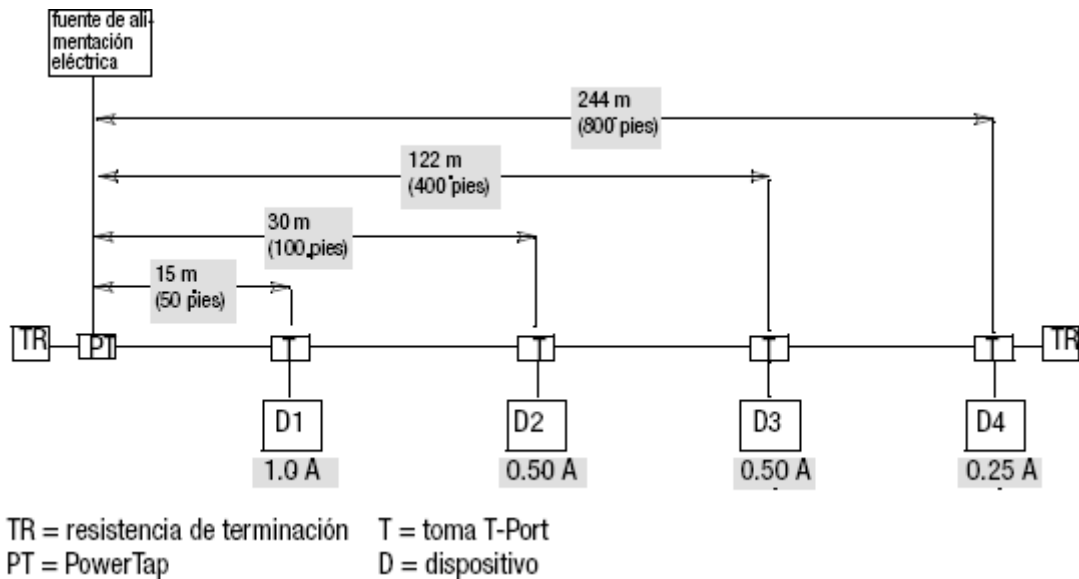 fuente de ali-
mentación
eléctrica
244 m
(800 pies)
122 m
(400 pies)
30 m
(100 pies)
15 m
(50 pies)
TR PT T T T T TR
D1 D2 D3 D4
1.0 A 0.50 A 0.50 A 0.25 A
TR = resistencia de terminación T = toma T-Port
PT = PowerTap D = dispositivo